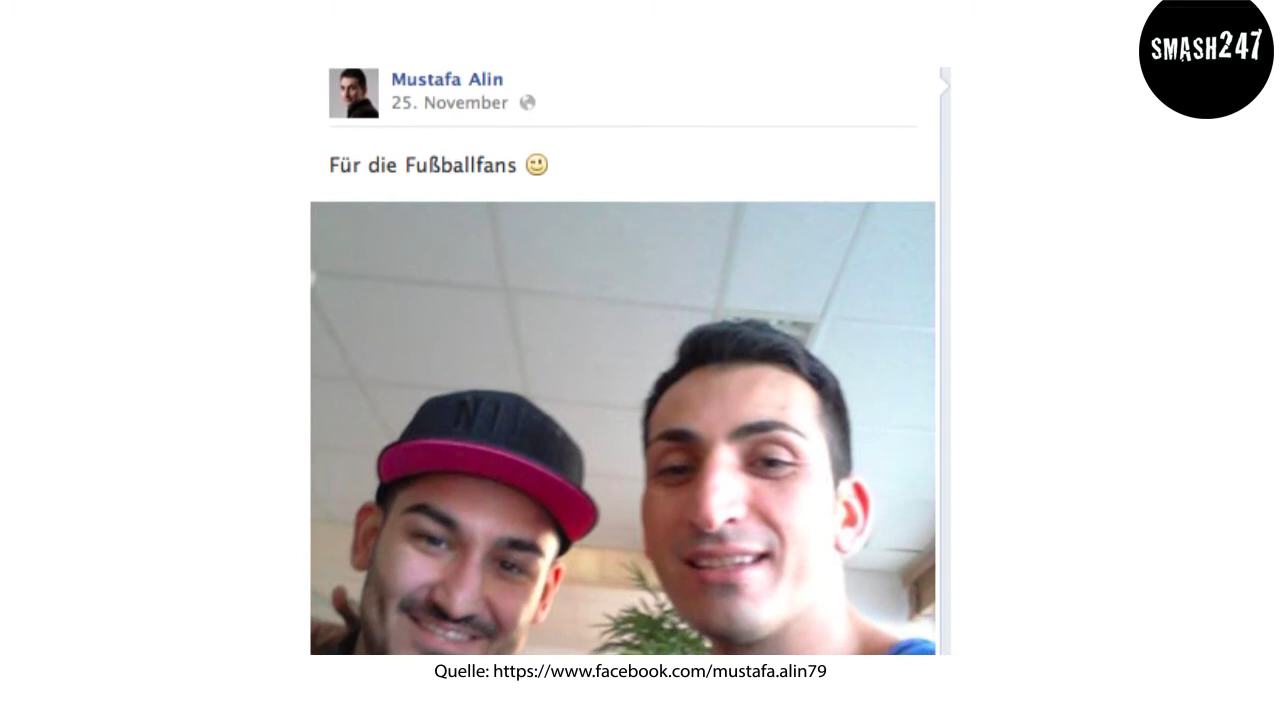 SMASH247
Mustafa Alin
25. November
Für die Fußballfans
Quelle: https://www.facebook.com/mustafa.alin79